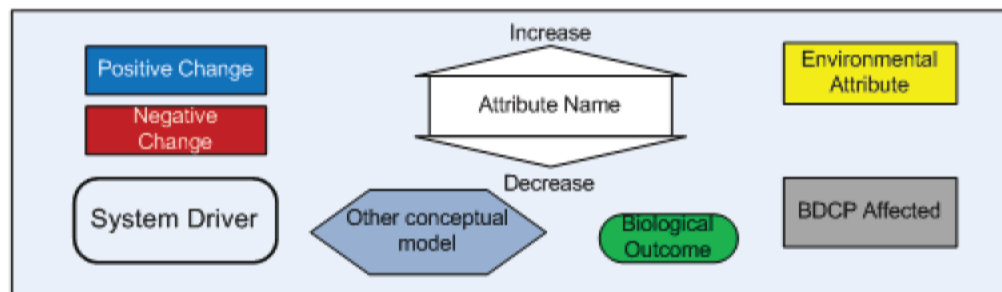 Increase
Positive Change
Environmental
Attribute
Attribute Name
Negative
Change
Decrease
System Driver
Other conceptual
model
Biological
Outcome
BDCP Affected